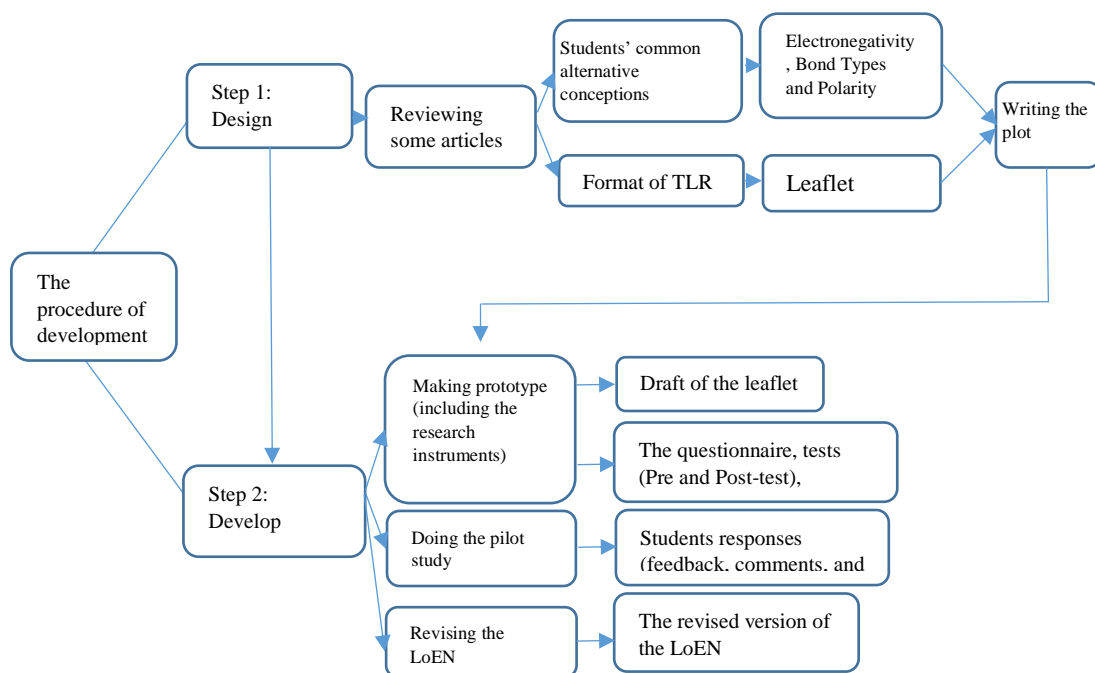 Step 1:
Design
Reviewing
some articles
Students’ common
alternative
conceptions
Electronegativity
, Bond Types
and Polarity
Writing the
plot
Format of TLR
Leaflet
The
procedure of
development
Step 2:
Develop
Making prototype
(including the
research
instruments)
Draft of the leaflet
The questionnaire, tests
(Pre and Post-test),
Doing the pilot
study
Students responses
(feedback, comments, and
Revising the
LoEN
The revised version of
the LoEN